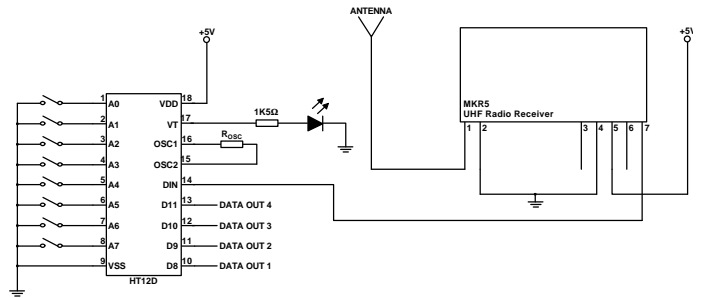 ANTENNA
+5V
+5V
1 A0 VDD 18
2 A1 VT 17
3 A2 OSC1 16
4 A3 OSC2 15
5 A4 DIN 14
6 A5 D11 13 DATA OUT 4
7 A6 D10 12 DATA OUT 3
8 A7 D9 11 DATA OUT 2
9 VSS D8 10 DATA OUT 1
HT12D
1K5Ω
ROSC
MKR5
UHF Radio Receiver
1 2 3 4 5 6 7